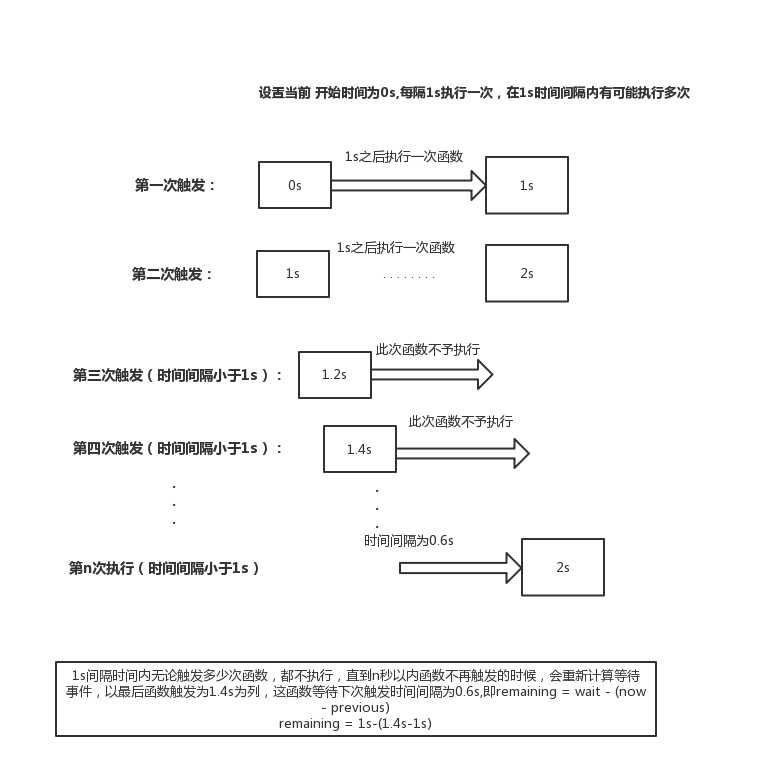 设置当前 开始时间为0s,每隔1s执行一次，在1s时间间隔内有可能执行多次
1s之后执行一次函数
第一次触发：
0s
1s
1s之后执行一次函数
第二次触发：
1s
. . . . . . . .
2s
此次函数不予执行
第三次触发（时间间隔小于1s）：
1.2s
此次函数不予执行
第四次触发（时间间隔小于1s）：
1.4s
时间间隔为0.6s
第n次执行（时间间隔小于1s）
2s
1s间隔时间内无论触发多少次函数，都不执行，直到n秒以内函数不再触发的时候，会重新计算等待
事件，以最后函数触发为1.4s为列，这函数等待下次触发时间间隔为0.6s,即remaining = wait - (now
- previous)
remaining = 1s-(1.4s-1s)